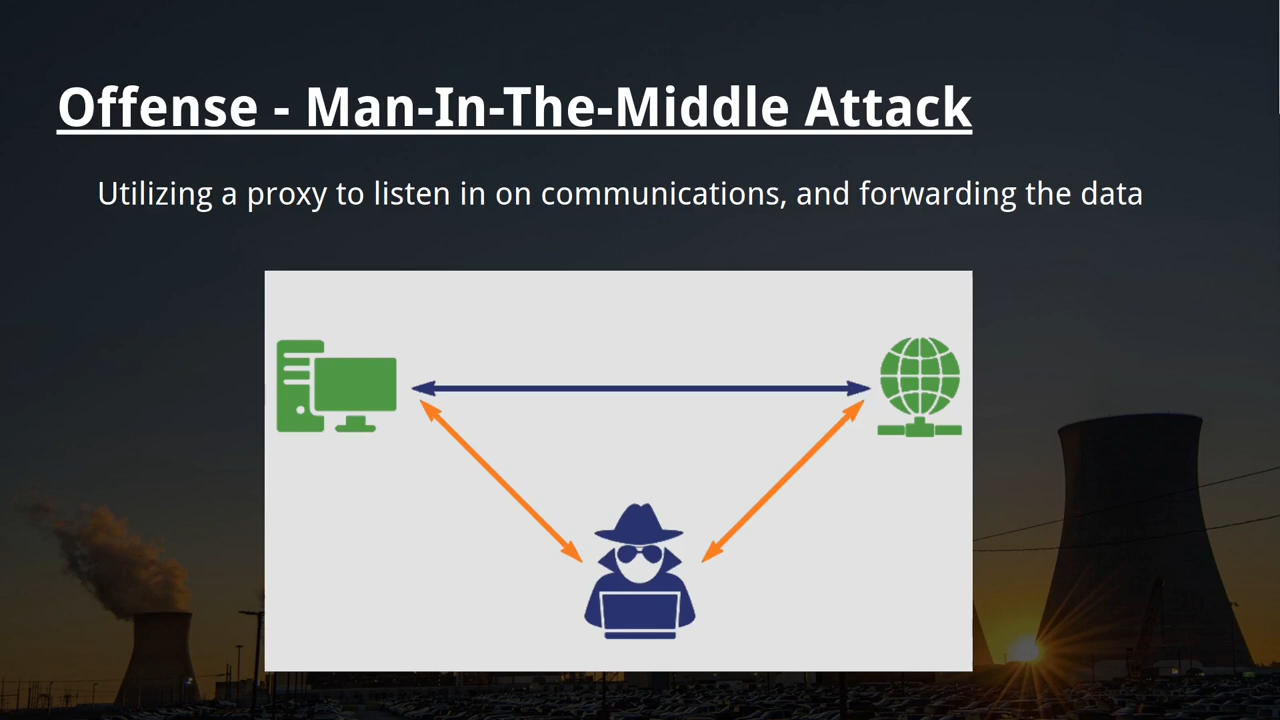 Offense - Man-In-The-Middle Attack
Utilizing a proxy to listen in on communications, and forwarding the data